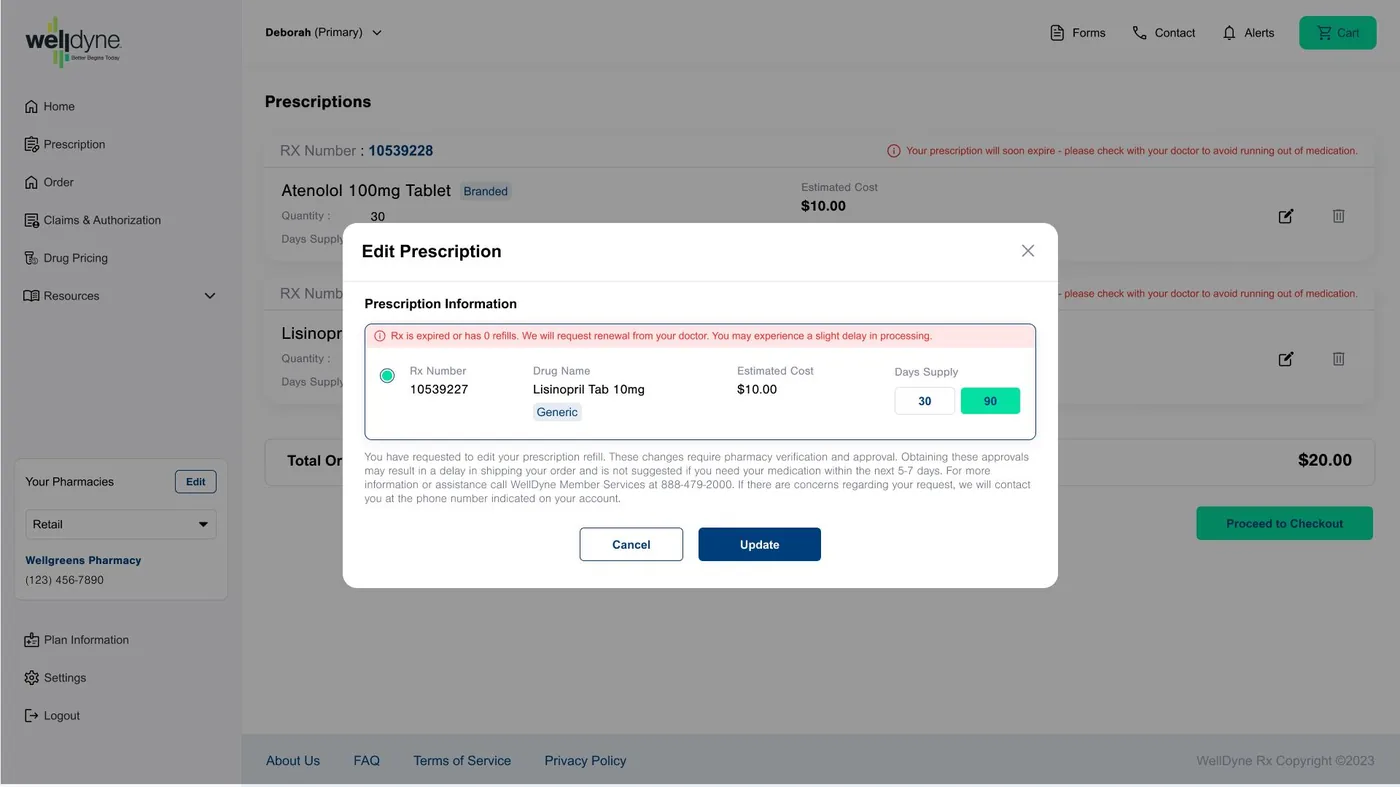 welldyne.
Better Begins Today
Deborah (Primary)
Forms
Contact
Alerts
Cart
Home
Prescription
Order
Claims & Authorization
Drug Pricing
Resources
Your Pharmacies
Edit
Retail
Wellgreens Pharmacy
(123) 456-7890
Plan Information
Settings
Logout
Prescriptions
RX Number : 10539228
Your prescription will soon expire - please check with your doctor to avoid running out of medication.
Atenolol 100mg Tablet
Branded
Estimated Cost
$10.00
Quantity :
30
Days Supply
RX Numb
- please check with your doctor to avoid running out of medication.
Lisinopr
Quantity :
Days Supply
Total Or
$20.00
Proceed to Checkout
Edit Prescription
Prescription Information
Rx is expired or has 0 refills. We will request renewal from your doctor. You may experience a slight delay in processing.
Rx Number
10539227
Drug Name
Lisinopril Tab 10mg
Generic
Estimated Cost
$10.00
Days Supply
30
90
You have requested to edit your prescription refill. These changes require pharmacy verification and approval. Obtaining these approvals
may result in a delay in shipping your order and is not suggested if you need your medication within the next 5-7 days. For more
information or assistance call WellDyne Member Services at 888-479-2000. If there are concerns regarding your request, we will contact
you at the phone number indicated on your account.
Cancel
Update
About Us
FAQ
Terms of Service
Privacy Policy
WellDyne Rx Copyright ©2023